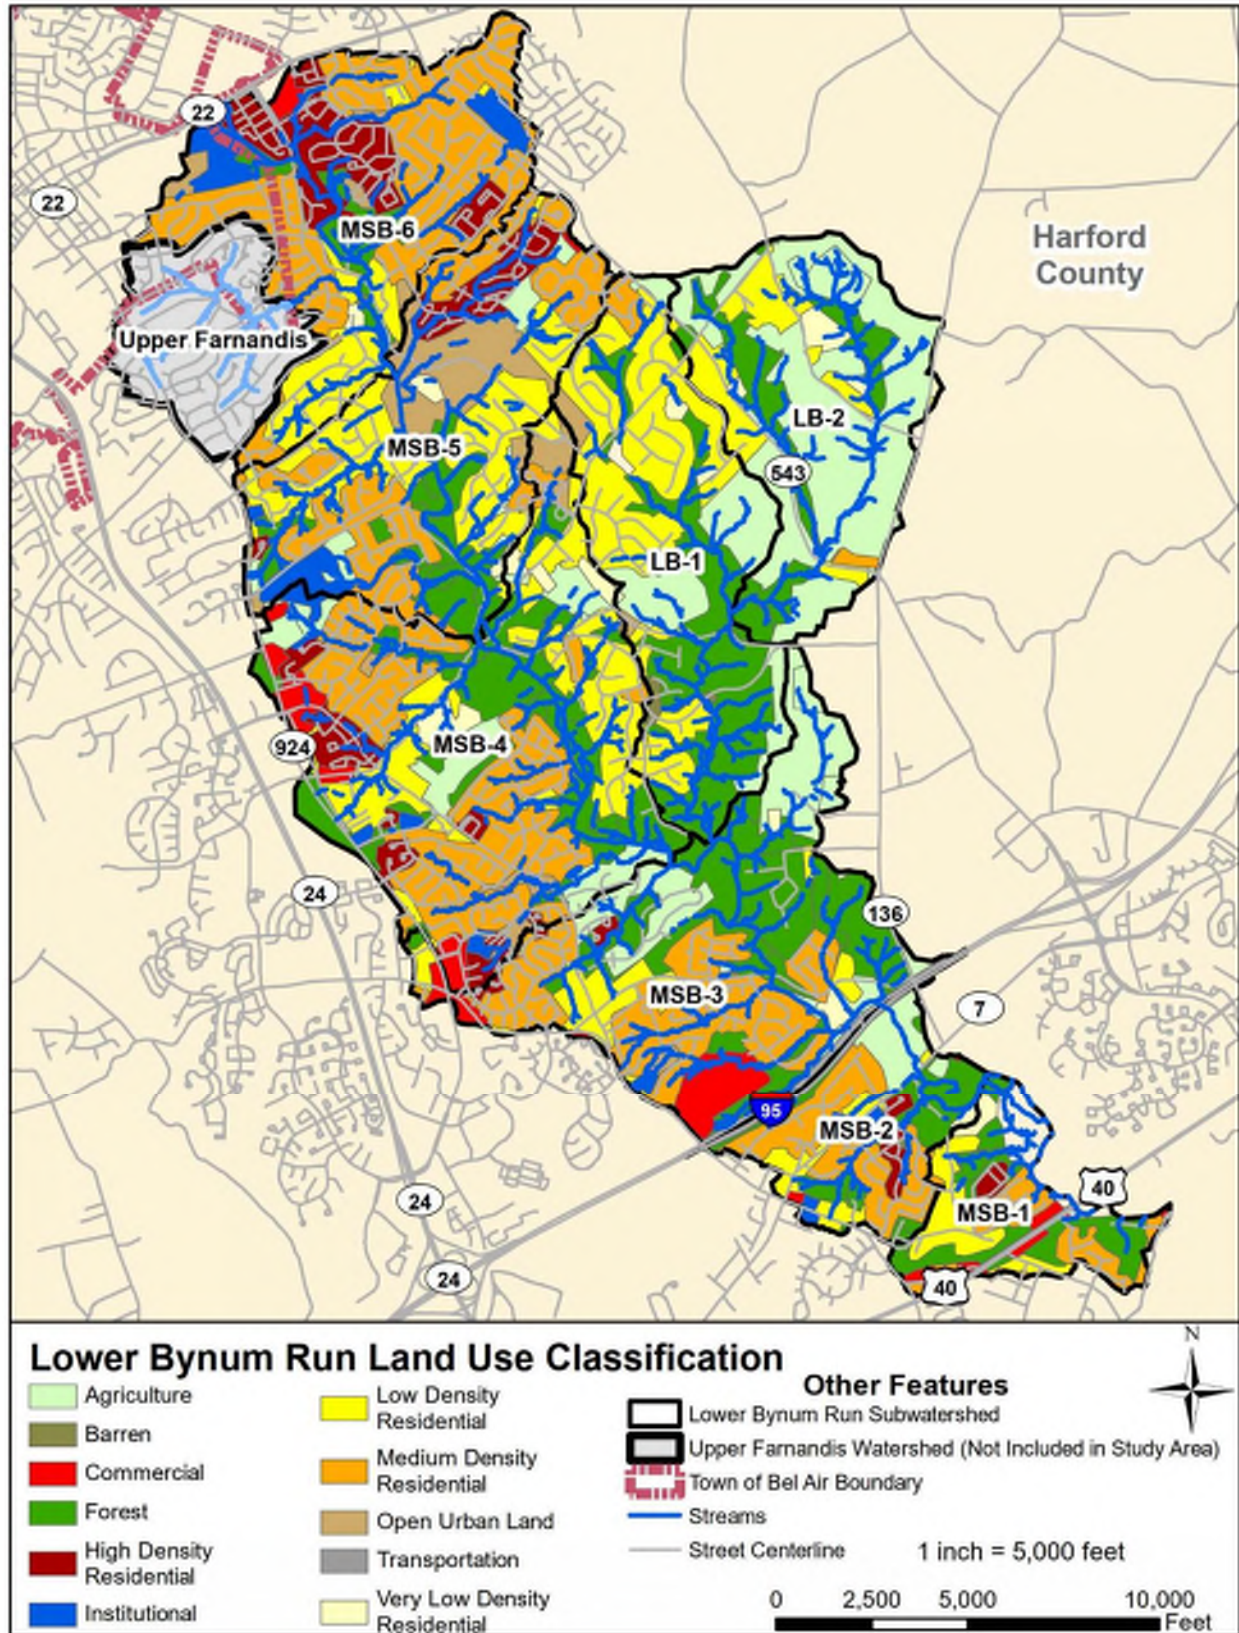 22
22
Harford
County
MSB-6
Upper Farnandis
LB-2
MSB-5
543
LB-1
924
MSB-4
24
136
MSB-3
7
95
MSB-2
40
MSB-1
24
24
40
Lower Bynum Run Land Use Classification
Agriculture
Barren
Commercial
Forest
High Density
Residential
Institutional
Low Density
Residential
Medium Density
Residential
Open Urban Land
Transportation
Very Low Density
Residential
Other Features
Lower Bynum Run Subwatershed
Upper Farnandis Watershed (Not Included in Study Area)
Town of Bel Air Boundary
Streams
Street Centerline
1 inch = 5,000 feet
N
0 2,500 5,000 10,000
Feet